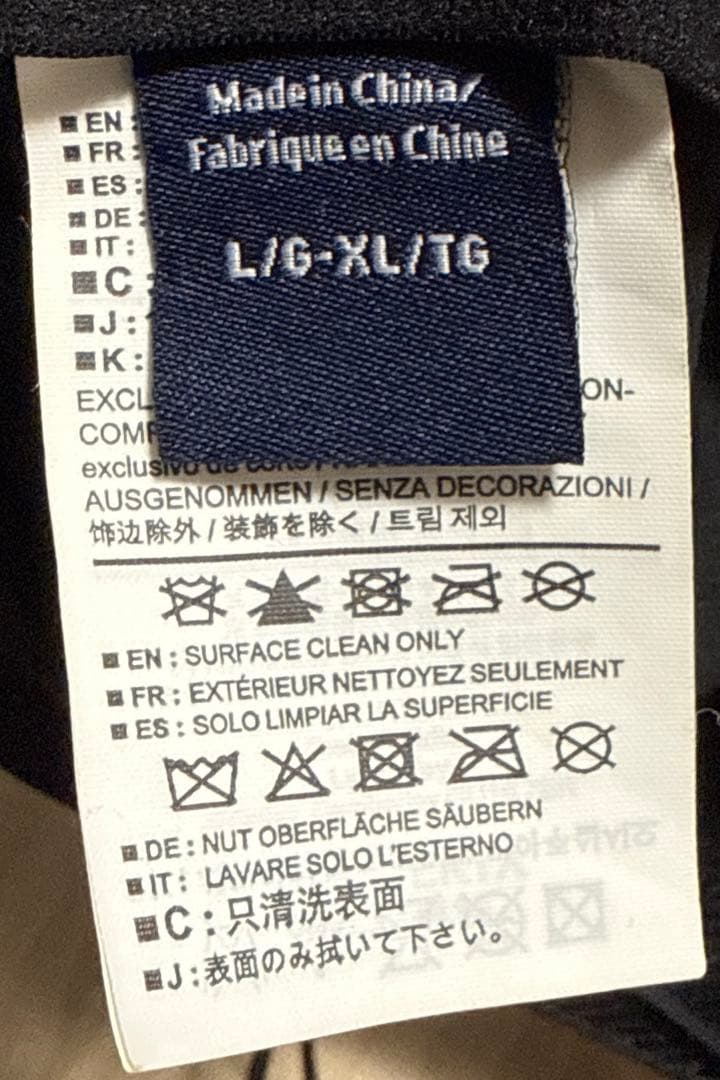 Made in China/
Fabrique en Chine
L/G-XL/TG
EN :
FR :
ES :
DE :
IT :
C :
J :
K :
EXCL ON-
COMP
exclusivo de
AUSGENOMMEN / SENZA DECORAZIONI /
饰边除外 / 装飾を除く / 트림 제외
EN : SURFACE CLEAN ONLY
FR : EXTÉRIEUR NETTOYEZ SEULEMENT
ES : SOLO LIMPIAR LA SUPERFICIE
DE : NUT OBERFLÄCHE SÄUBERN
IT : LAVARE SOLO L'ESTERNO
C : 只清洗表面
J : 表面のみ拭いて下さい。